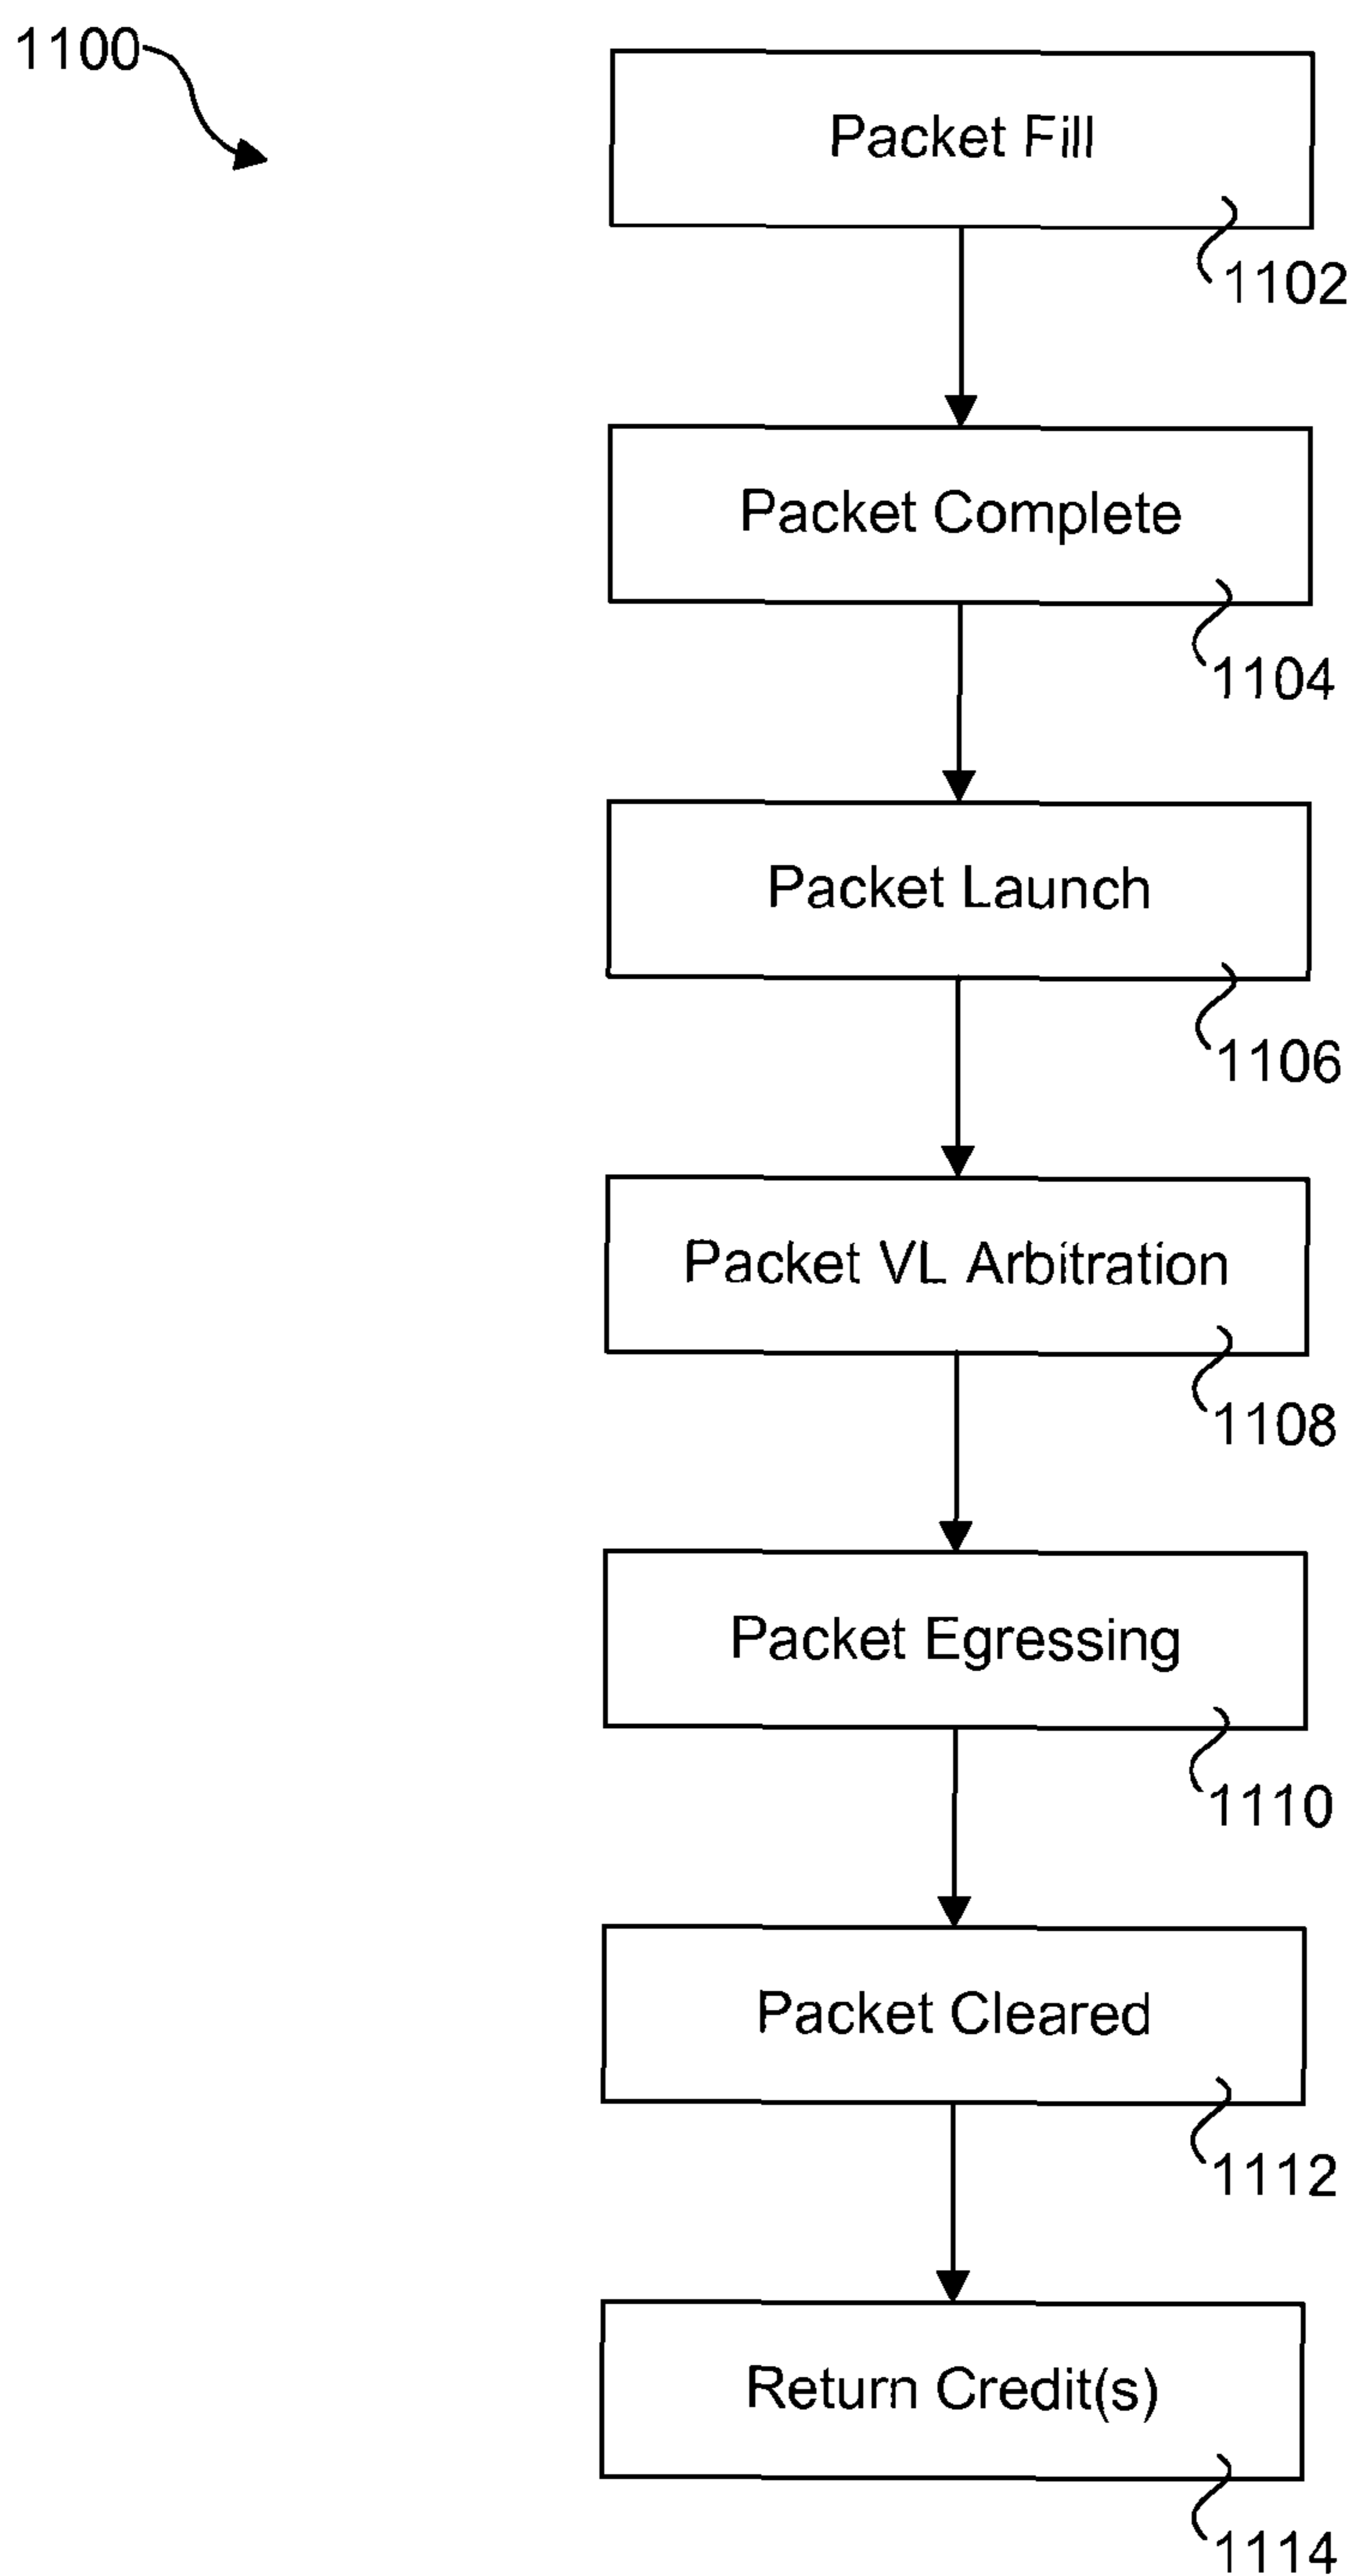 1100
Packet Fill
1102
Packet Complete
1104
Packet Launch
1106
Packet VL Arbitration
1108
Packet Egressing
1110
Packet Cleared
1112
Return Credit(s)
1114